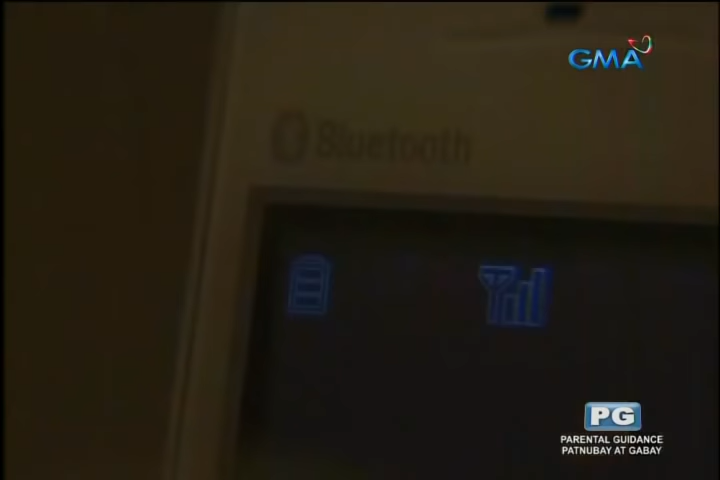 GMA
Bluetooth
PG
PARENTAL GUIDANCE
PATNUBAY AT GABAY